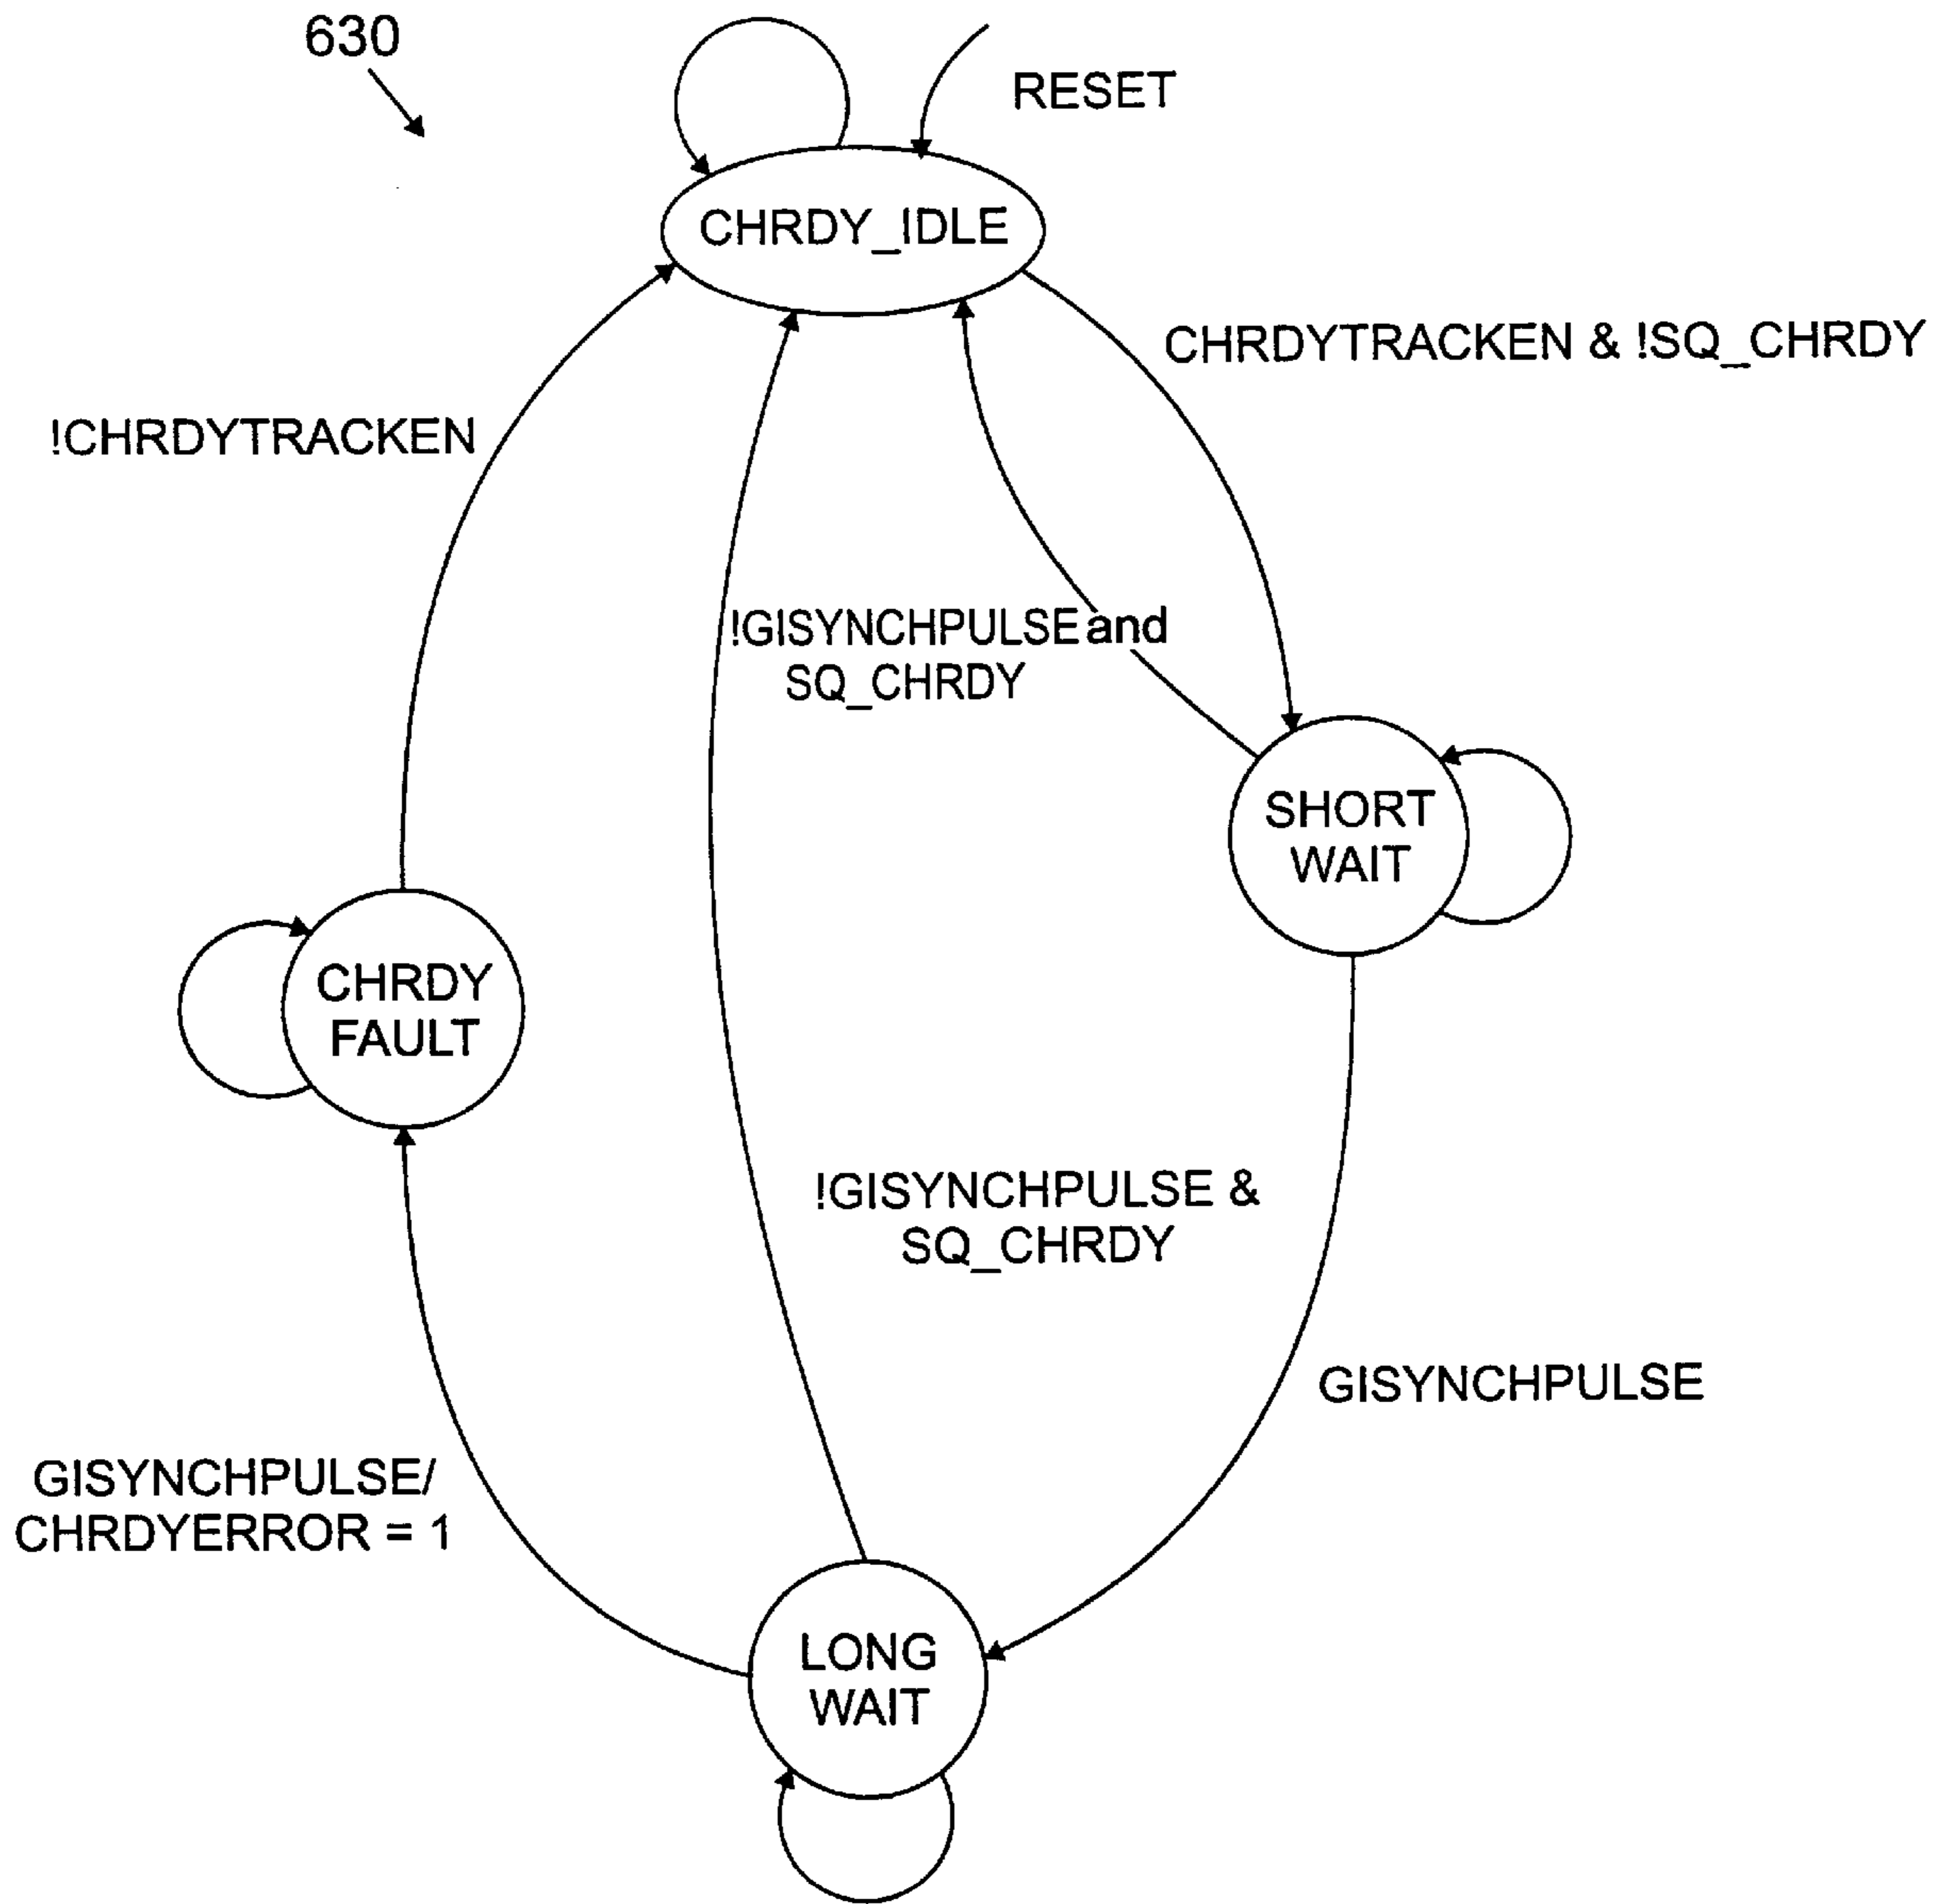 630
RESET
CHRDY_IDLE
CHRDYTRACKEN & !SQ_CHRDY
!CHRDYTRACKEN
!GISYNCHPULSE and
SQ_CHRDY
SHORT
WAIT
CHRDY
FAULT
!GISYNCHPULSE &
SQ_CHRDY
GISYNCHPULSE
GISYNCHPULSE/
CHRDYERROR = 1
LONG
WAIT